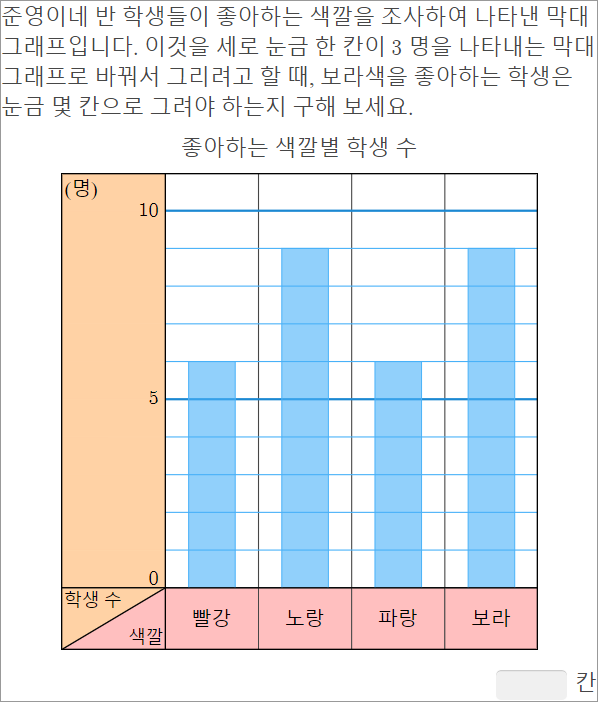 준영이네 반 학생들이 좋아하는 색깔을 조사하여 나타낸 막대
그래프입니다. 이것을 세로 눈금 한 칸이 3 명을 나타내는 막대
그래프로 바꿔서 그리려고 할 때, 보라색을 좋아하는 학생은
눈금 몇 칸으로 그려야 하는지 구해 보세요.
좋아하는 색깔별 학생 수
(명)
10
5
0
학생 수
색깔
빨강 노랑 파랑 보라
칸